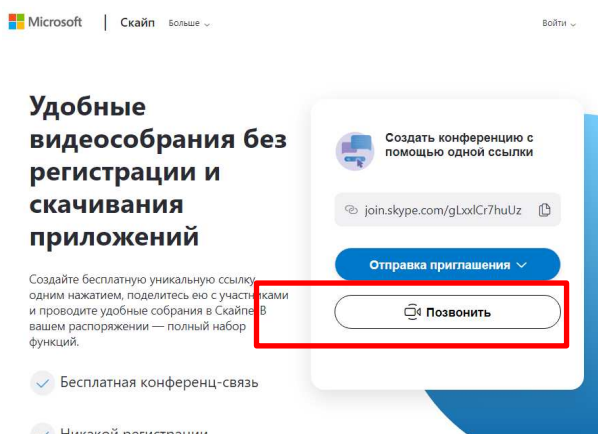 Microsoft
Скайп
Больше
Войти
Удобные
видеособрания без
регистрации и
скачивания
приложений
Создайте бесплатную уникальную ссылку
одним нажатием, поделитесь ею с участниками
и проводите удобные собрания в Скайпе. В
вашем распоряжении — полный набор
функций.
Бесплатная конференц-связь
Никакой регистрации
Создать конференцию с
помощью одной ссылки
join.skype.com/gLxxlCr7huUz
Отправка приглашения
Позвонить